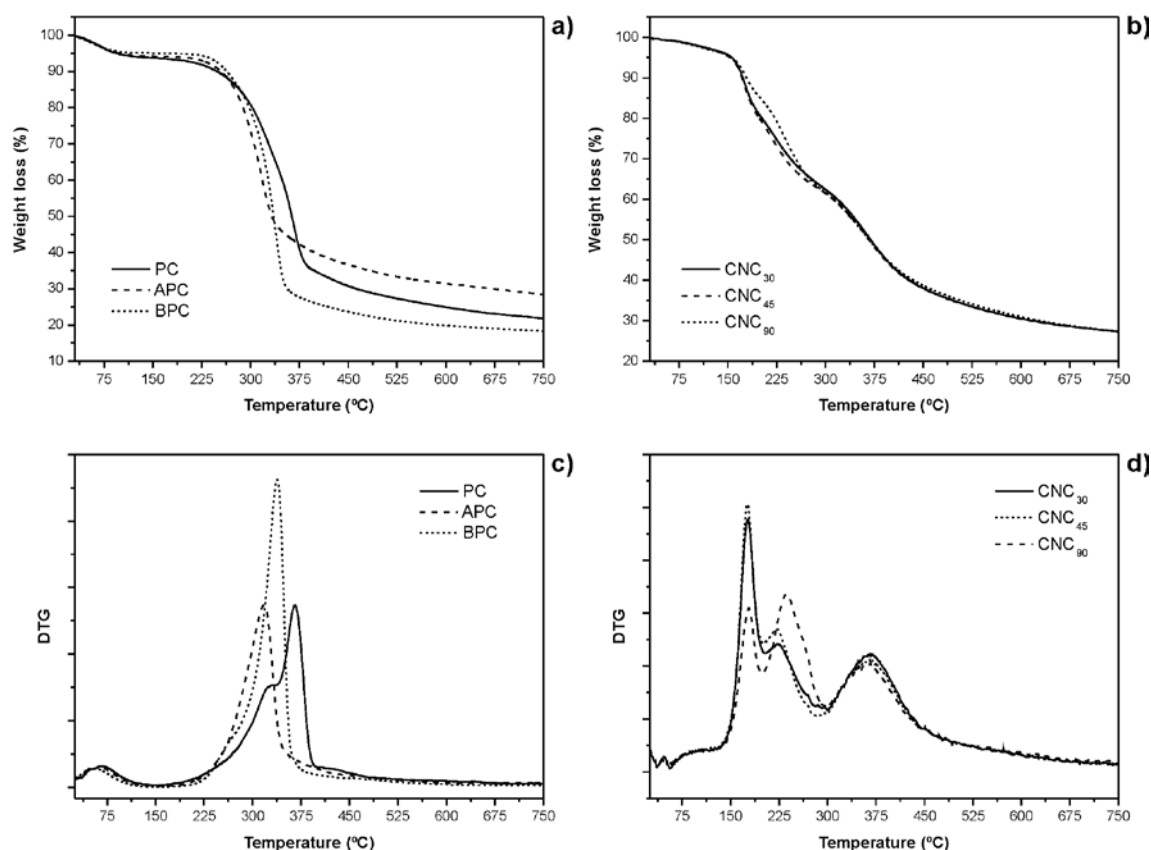 a)
100
90
80
70
60
50
40
30
20
10
Weight loss (%)
PC
APC
BPC
75 150 225 300 375 450 525 600 675 750
Temperature (ºC)
b)
100
90
80
70
60
50
40
30
20
Weight loss (%)
CNC30
CNC45
CNC90
75 150 225 300 375 450 525 600 675 750
Temperature (ºC)
c)
DTG
PC
APC
BPC
75 150 225 300 375 450 525 600 675 750
Temperature (ºC)
d)
DTG
CNC30
CNC45
CNC90
75 150 225 300 375 450 525 600 675 750
Temperature (ºC)